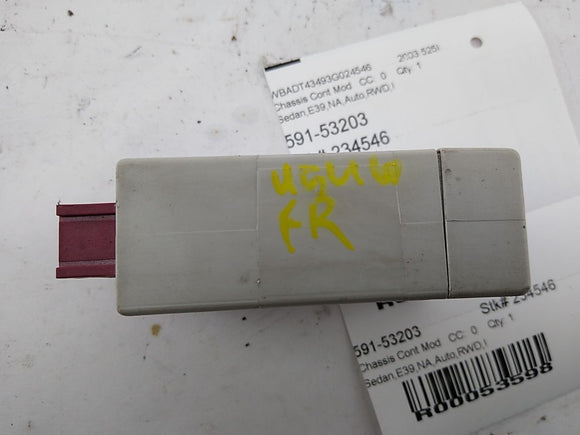 WBADT43493G024546 2003 525I
Chassis Cont Mod CC: 0 Qty: 1
Sedan,E39,NA,Auto,RWD,I
591-53203
# 234546
FR
Stk# 234546
591-53203
Chassis Cont Mod CC: 0 Qty: 1
Sedan,E39,NA,Auto,RWD,I
R00053598